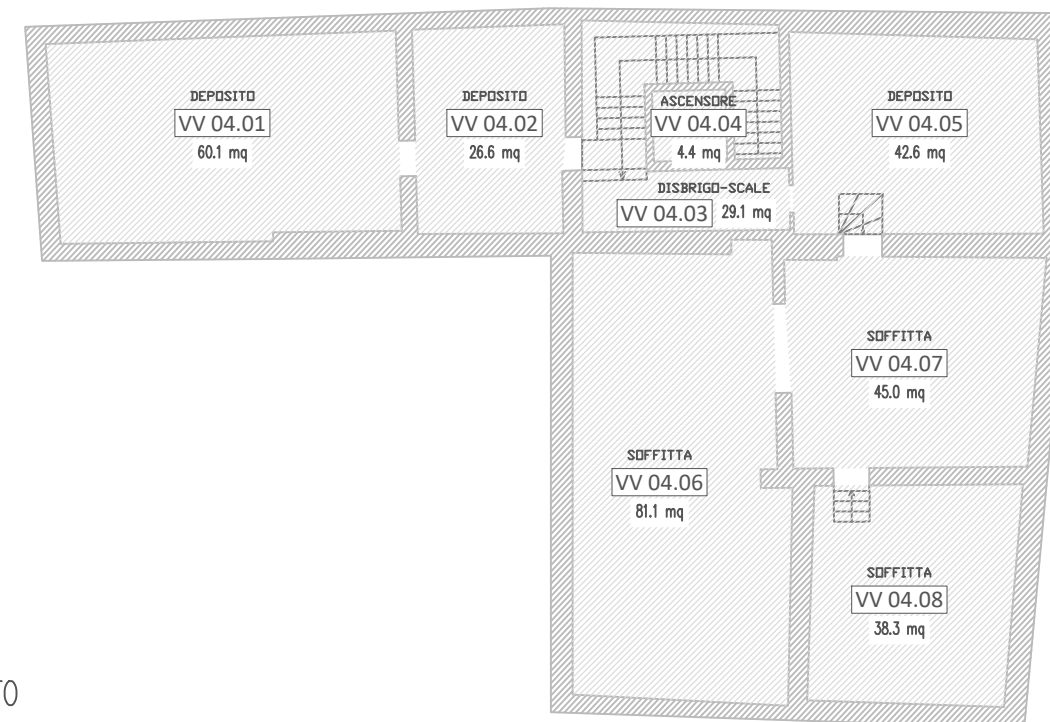 DEPOSITO
VV 04.01
60.1 mq
DEPOSITO
VV 04.02
26.6 mq
ASCENSORE
VV 04.04
4.4 mq
DISBRIGO-SCALE
VV 04.03 29.1 mq
DEPOSITO
VV 04.05
42.6 mq
SOFFITTA
VV 04.07
45.0 mq
SOFFITTA
VV 04.06
81.1 mq
SOFFITTA
VV 04.08
38.3 mq